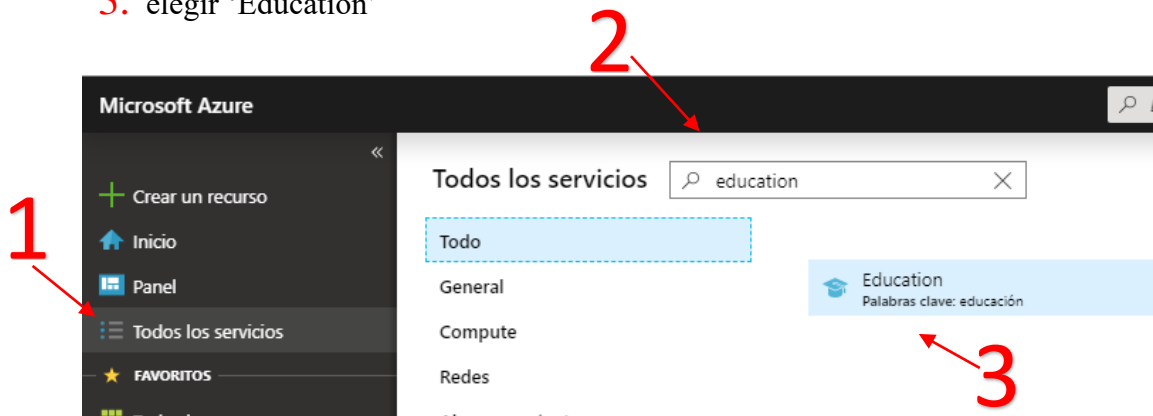 3. elegir ‘Education’
2
Microsoft Azure
«
Todos los servicios
education
Crear un recurso
1
Inicio
Todo
Panel
General
Education
Palabras clave: educación
Todos los servicios
Compute
3
FAVORITOS
Redes